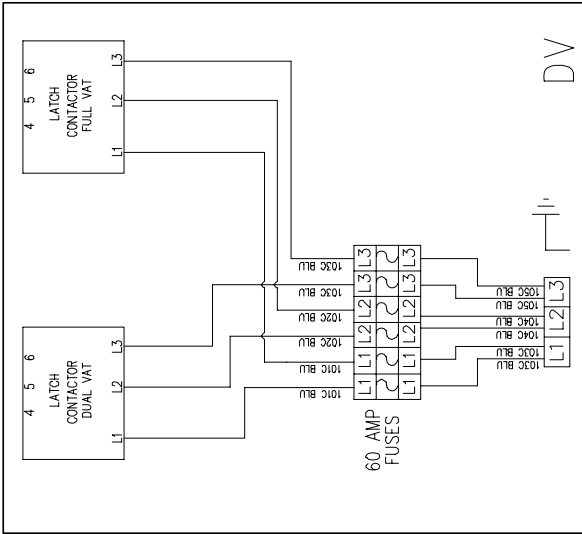 4 5 6
LATCH
CONTACTOR
DUAL VAT
L1 L2 L3
4 5 6
LATCH
CONTACTOR
FULL VAT
L1 L2 L3
101C BLU
101C BLU
102C BLU
102C BLU
103C BLU
103C BLU
60 AMP
FUSES
L1 L1 L2 L2 L3 L3
L1 L1 L2 L2 L3 L3
103C BLU
103C BLU
104C BLU
104C BLU
105C BLU
105C BLU
L1 L2 L3
DV